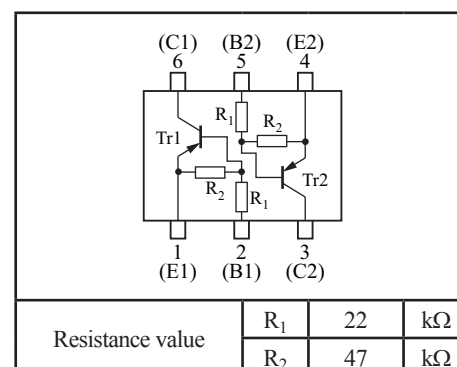 (C1) (B2) (E2)
6 5 4
R1
R2
Tr1
Tr2
R2
R1
1 2 3
(E1) (B1) (C2)
Resistance value
R1 22 kΩ
R2 47 kΩ